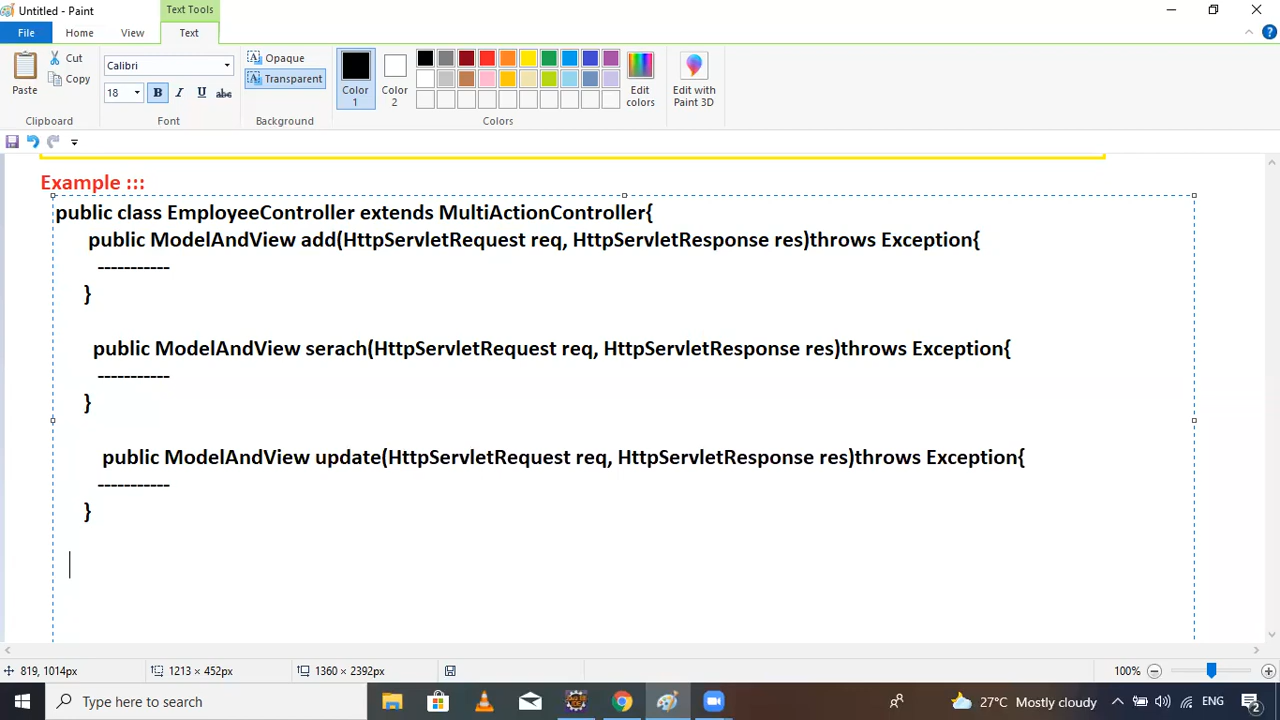 Untitled - Paint
Text Tools
File
Home
View
Text
Paste
Cut
Copy
Clipboard
Calibri
18
B
I
U
abc
Font
Opaque
Transparent
Background
Color 1
Color 2
Edit colors
Colors
Edit with Paint 3D
Example :::
public class EmployeeController extends MultiActionController{
public ModelAndView add(HttpServletRequest req, HttpServletResponse res)throws Exception{
-----------
}
public ModelAndView serach(HttpServletRequest req, HttpServletResponse res)throws Exception{
-----------
}
public ModelAndView update(HttpServletRequest req, HttpServletResponse res)throws Exception{
-----------
}
819, 1014px
1213 × 452px
1360 × 2392px
100%
Type here to search
27°C Mostly cloudy
ENG
2